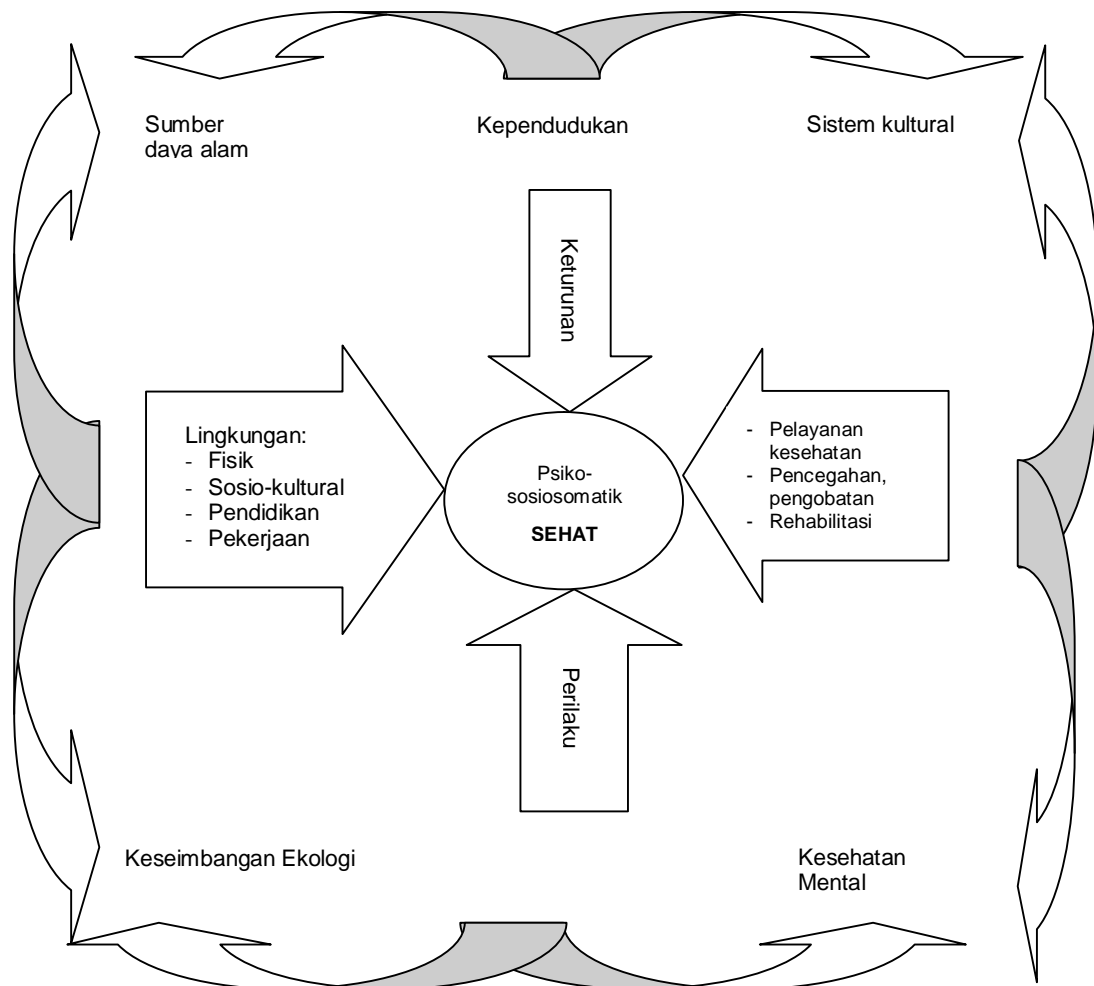 Sumber
daya alam
Kependudukan
Sistem kultural
Keturunan
Lingkungan:
- Fisik
- Sosio-kultural
- Pendidikan
- Pekerjaan
Psiko-
sosiosomatik
SEHAT
- Pelayanan
kesehatan
- Pencegahan,
pengobatan
- Rehabilitasi
Perilaku
Keseimbangan Ekologi
Kesehatan
Mental